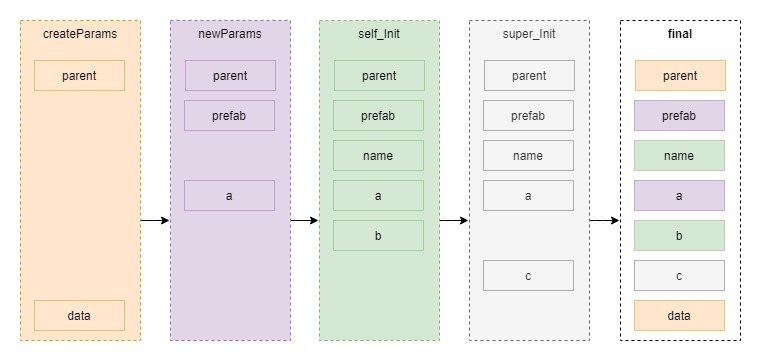 createParams
parent
data
newParams
parent
prefab
a
self_Init
parent
prefab
name
a
b
super_Init
parent
prefab
name
a
c
final
parent
prefab
name
a
b
c
data